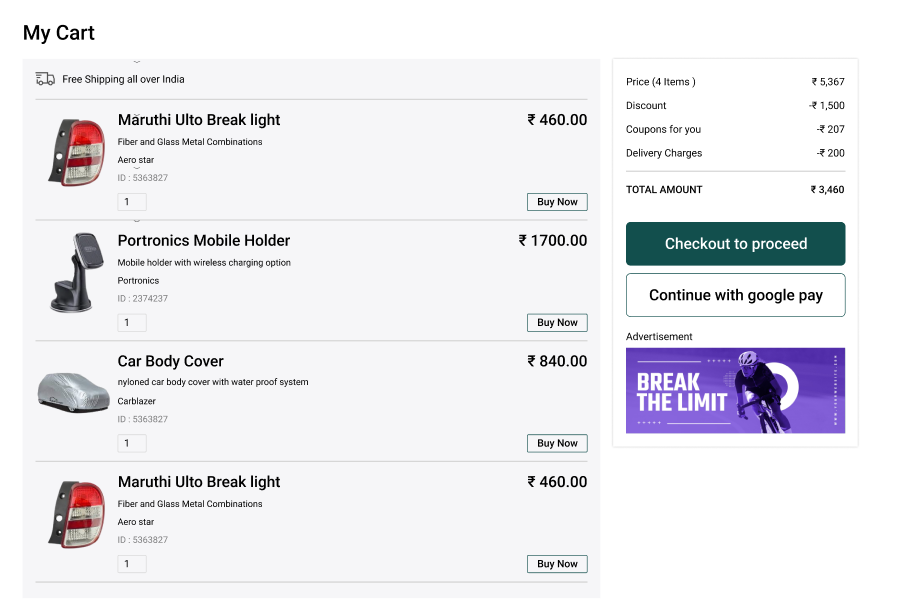 My Cart
Free Shipping all over India
Maruthi Ulto Break light
₹ 460.00
Fiber and Glass Metal Combinations
Aero star
ID : 5363827
1
Buy Now
Portronics Mobile Holder
₹ 1700.00
Mobile holder with wireless charging option
Portronics
ID : 2374237
1
Buy Now
Car Body Cover
₹ 840.00
nyloned car body cover with water proof system
Carblazer
ID : 5363827
1
Buy Now
Maruthi Ulto Break light
₹ 460.00
Fiber and Glass Metal Combinations
Aero star
ID : 5363827
1
Buy Now
Price (4 Items )
₹ 5,367
Discount
-₹ 1,500
Coupons for you
-₹ 207
Delivery Charges
-₹ 200
TOTAL AMOUNT
₹ 3,460
Checkout to proceed
Continue with google pay
Advertisement
BREAK
THE LIMIT